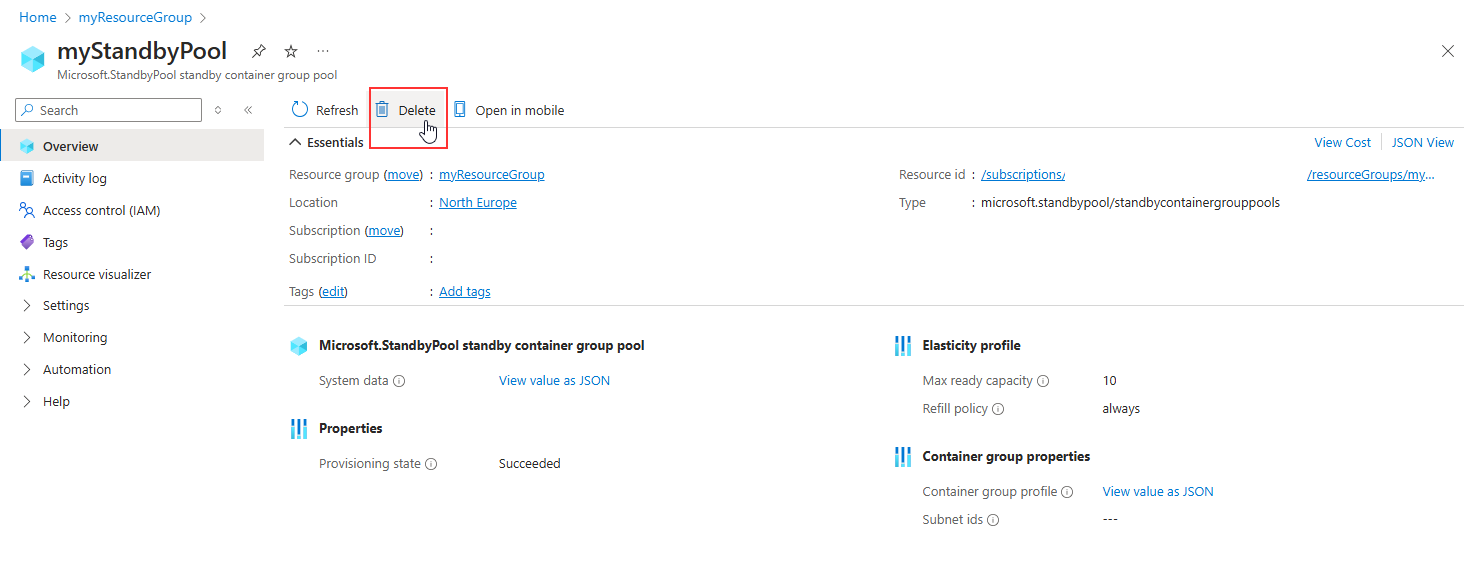 Home > myResourceGroup >
myStandbyPool ...
Microsoft.StandbyPool standby container group pool
Search
Refresh Delete Open in mobile
Overview
Activity log
Access control (IAM)
Tags
Resource visualizer
Settings
Monitoring
Automation
Help
Essentials
View Cost JSON View
Resource group (move) : myResourceGroup
Location : North Europe
Subscription (move) :
Subscription ID :
Tags (edit) : Add tags
Resource id : /subscriptions/ /resourceGroups/my...
Type : microsoft.standbypool/standbycontainergrouppools
Microsoft.StandbyPool standby container group pool
System data View value as JSON
Properties
Provisioning state Succeeded
Elasticity profile
Max ready capacity 10
Refill policy always
Container group properties
Container group profile View value as JSON
Subnet ids ---